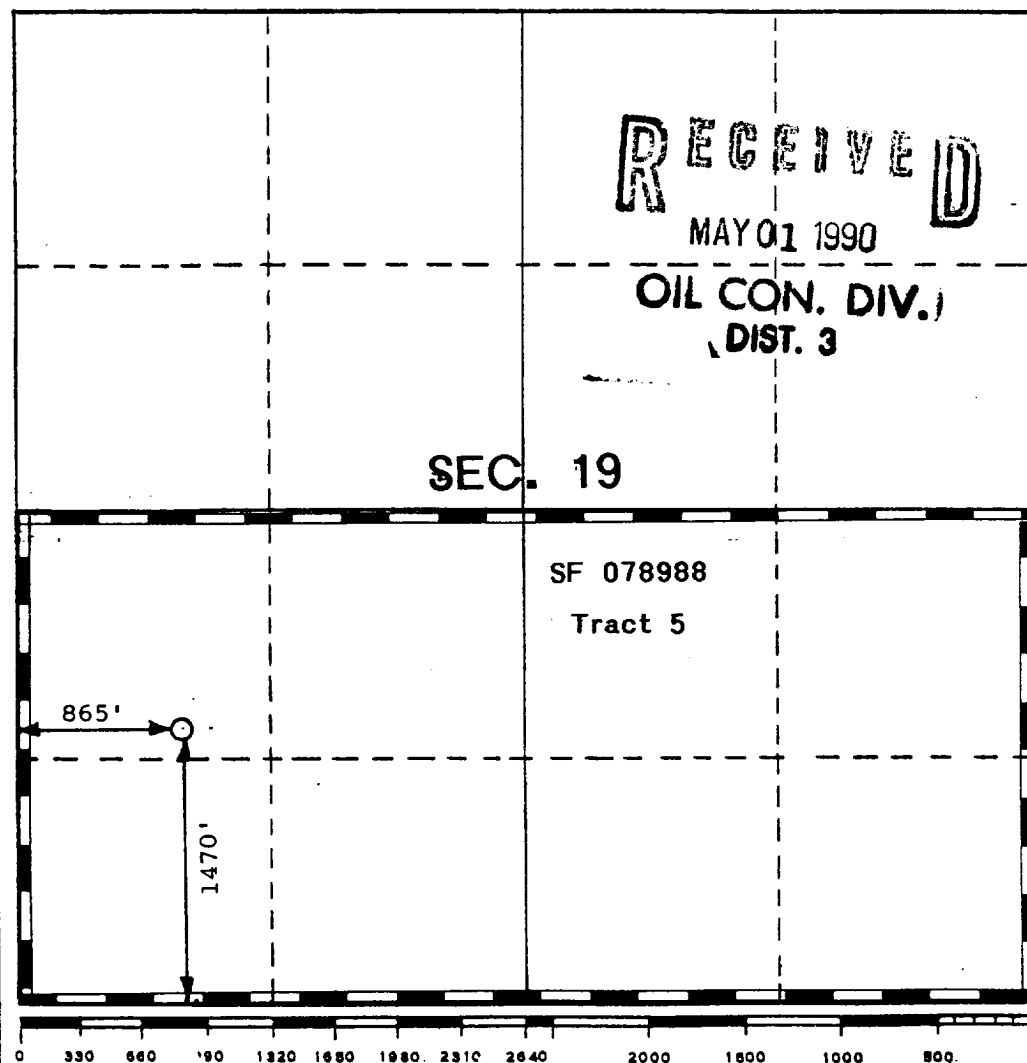 RECEIVED
MAY 01 1990
OIL CON. DIV.
DIST. 3
SEC. 19
SF 078988
Tract 5
865'
1470'
0 330 660 '90 1320 1650 1980. 2310 2640 2000 1500 1000 500.